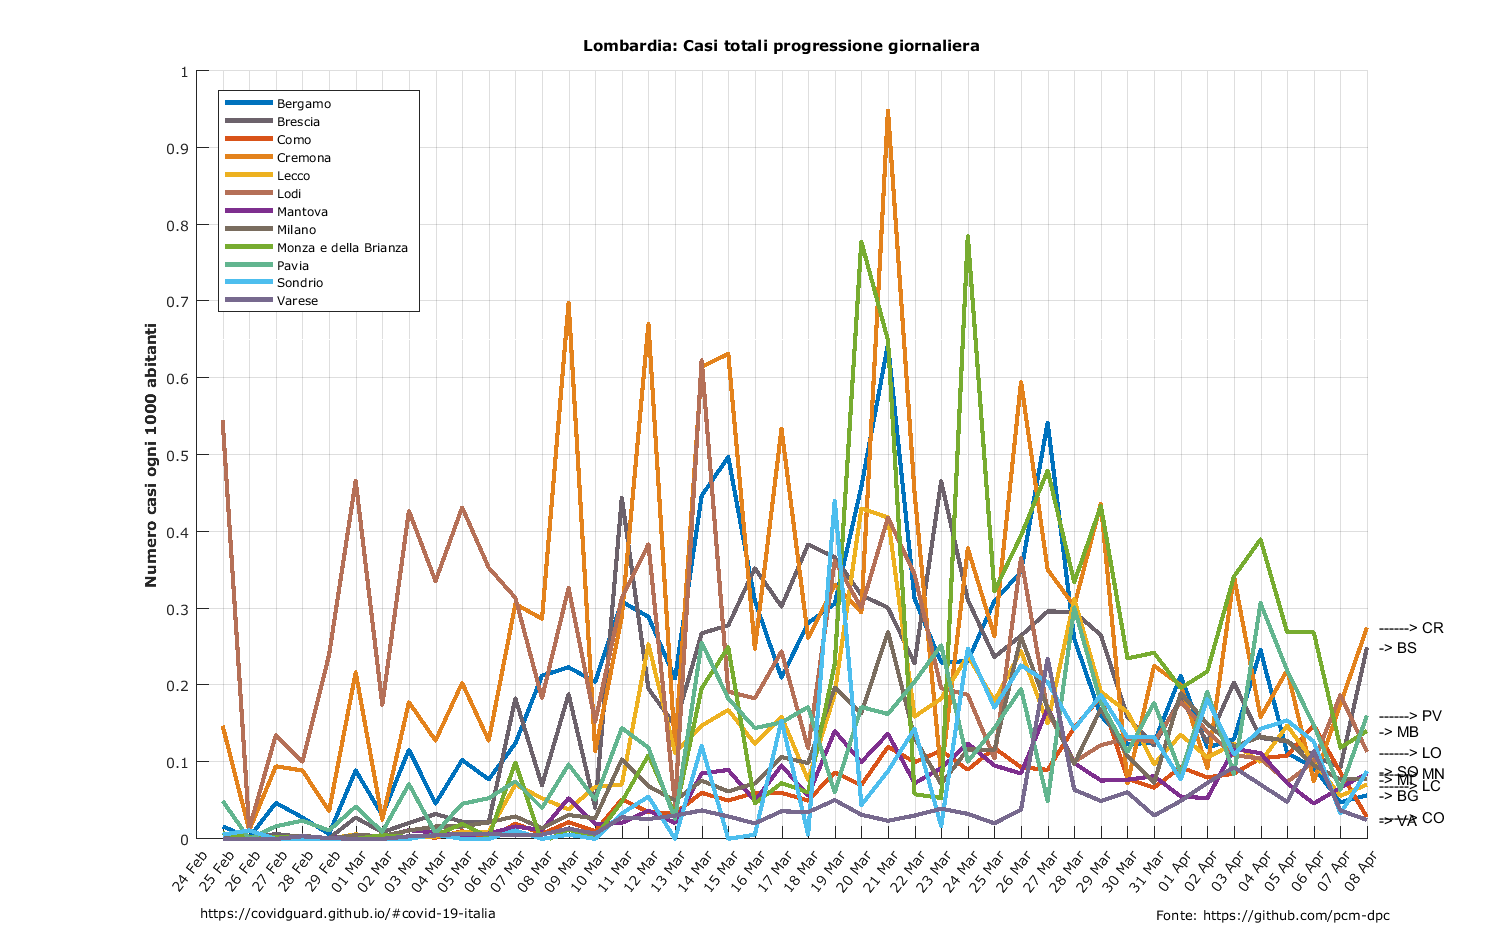 Lombardia: Casi totali progressione giornaliera
Numero casi ogni 1000 abitanti
1
0.9
0.8
0.7
0.6
0.5
0.4
0.3
0.2
0.1
0
Bergamo
Brescia
Como
Cremona
Lecco
Lodi
Mantova
Milano
Monza e della Brianza
Pavia
Sondrio
Varese
------> CR
-> BS
------> PV
-> MB
------> LO
-> SO
------> MN
-> MI
------> LC
-> BG
------> CO
-> VA
24 Feb
25 Feb
26 Feb
27 Feb
28 Feb
29 Feb
01 Mar
02 Mar
03 Mar
04 Mar
05 Mar
06 Mar
07 Mar
08 Mar
09 Mar
10 Mar
11 Mar
12 Mar
13 Mar
14 Mar
15 Mar
16 Mar
17 Mar
18 Mar
19 Mar
20 Mar
21 Mar
22 Mar
23 Mar
24 Mar
25 Mar
26 Mar
27 Mar
28 Mar
29 Mar
30 Mar
31 Mar
01 Apr
02 Apr
03 Apr
04 Apr
05 Apr
06 Apr
07 Apr
08 Apr
https://covidguard.github.io/#covid-19-italia
Fonte: https://github.com/pcm-dpc